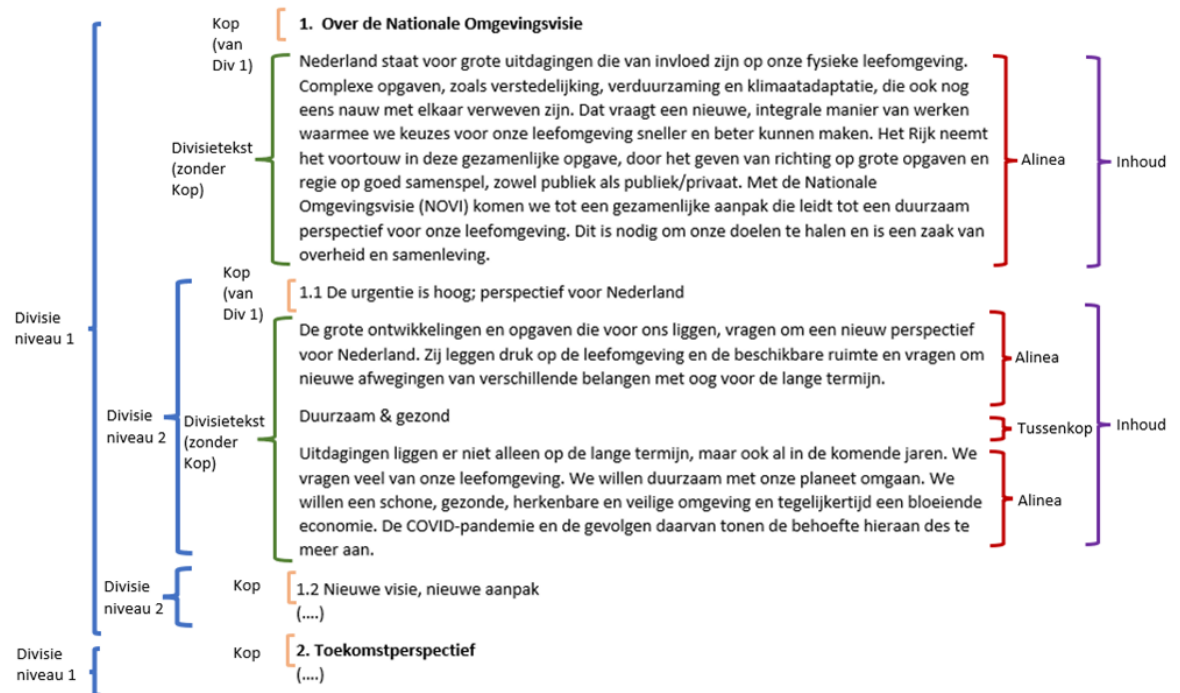 Kop
(van
Div 1)
1. Over de Nationale Omgevingsvisie
Nederland staat voor grote uitdagingen die van invloed zijn op onze fysieke leefomgeving.
Complexe opgaven, zoals verstedelijking, verduurzaming en klimaatadaptatie, die ook nog
eens nauw met elkaar verweven zijn. Dat vraagt een nieuwe, integrale manier van werken
waarmee we keuzes voor onze leefomgeving sneller en beter kunnen maken. Het Rijk neemt
het voortouw in deze gezamenlijke opgave, door het geven van richting op grote opgaven en
regie op goed samenspel, zowel publiek als publiek/privaat. Met de Nationale
Omgevingsvisie (NOVI) komen we tot een gezamenlijke aanpak die leidt tot een duurzaam
perspectief voor onze leefomgeving. Dit is nodig om onze doelen te halen en is een zaak van
overheid en samenleving.
Divisietekst
(zonder
Kop)
Alinea
Inhoud
Divisie
niveau 1
Kop
(van
Div 1)
1.1 De urgentie is hoog; perspectief voor Nederland
De grote ontwikkelingen en opgaven die voor ons liggen, vragen om een nieuw perspectief
voor Nederland. Zij leggen druk op de leefomgeving en de beschikbare ruimte en vragen om
nieuwe afwegingen van verschillende belangen met oog voor de lange termijn.
Alinea
Divisie
niveau 2
Divisietekst
(zonder
Kop)
Duurzaam & gezond
Tussenkop
Inhoud
Uitdagingen liggen er niet alleen op de lange termijn, maar ook al in de komende jaren. We
vragen veel van onze leefomgeving. We willen duurzaam met onze planeet omgaan. We
willen een schone, gezonde, herkenbare en veilige omgeving en tegelijkertijd een bloeiende
economie. De COVID-pandemie en de gevolgen daarvan tonen de behoefte hieraan des te
meer aan.
Alinea
Divisie
niveau 2
Kop
1.2 Nieuwe visie, nieuwe aanpak
(....)
Divisie
niveau 1
Kop
2. Toekomstperspectief
(....)